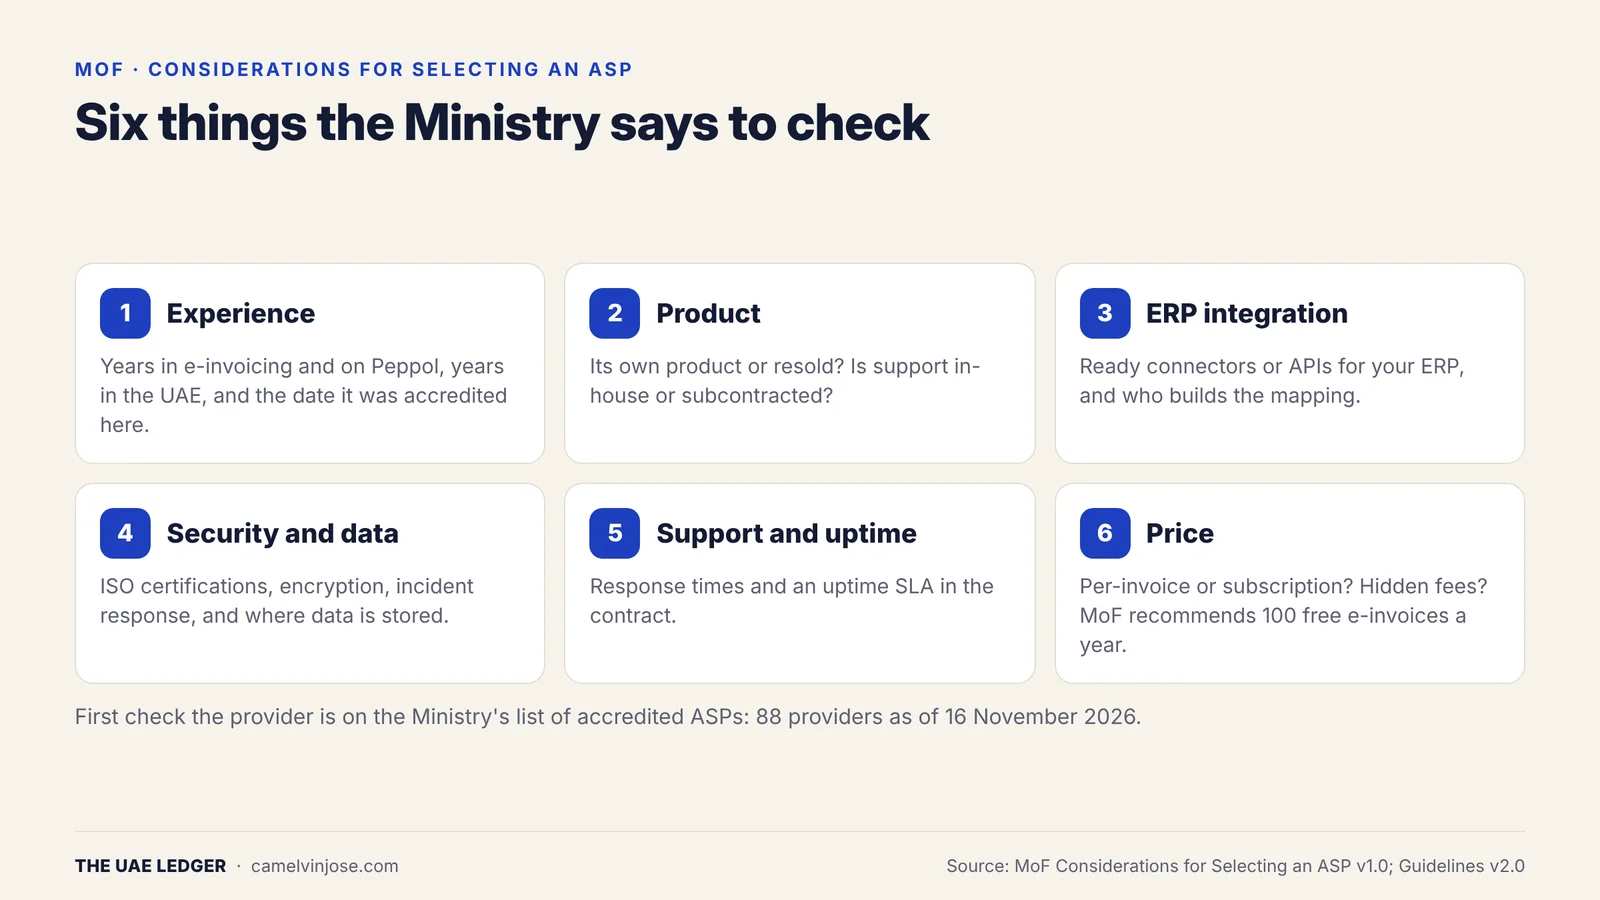 MOF · CONSIDERATIONS FOR SELECTING AN ASP
Six things the Ministry says to check
1 Experience
Years in e-invoicing and on Peppol, years
in the UAE, and the date it was accredited
here.
2 Product
Its own product or resold? Is support in-
house or subcontracted?
3 ERP integration
Ready connectors or APIs for your ERP,
and who builds the mapping.
4 Security and data
ISO certifications, encryption, incident
response, and where data is stored.
5 Support and uptime
Response times and an uptime SLA in the
contract.
6 Price
Per-invoice or subscription? Hidden fees?
MoF recommends 100 free e-invoices a
year.
First check the provider is on the Ministry's list of accredited ASPs: 88 providers as of 16 November 2026.
THE UAE LEDGER · camelvinjose.com
Source: MoF Considerations for Selecting an ASP v1.0; Guidelines v2.0